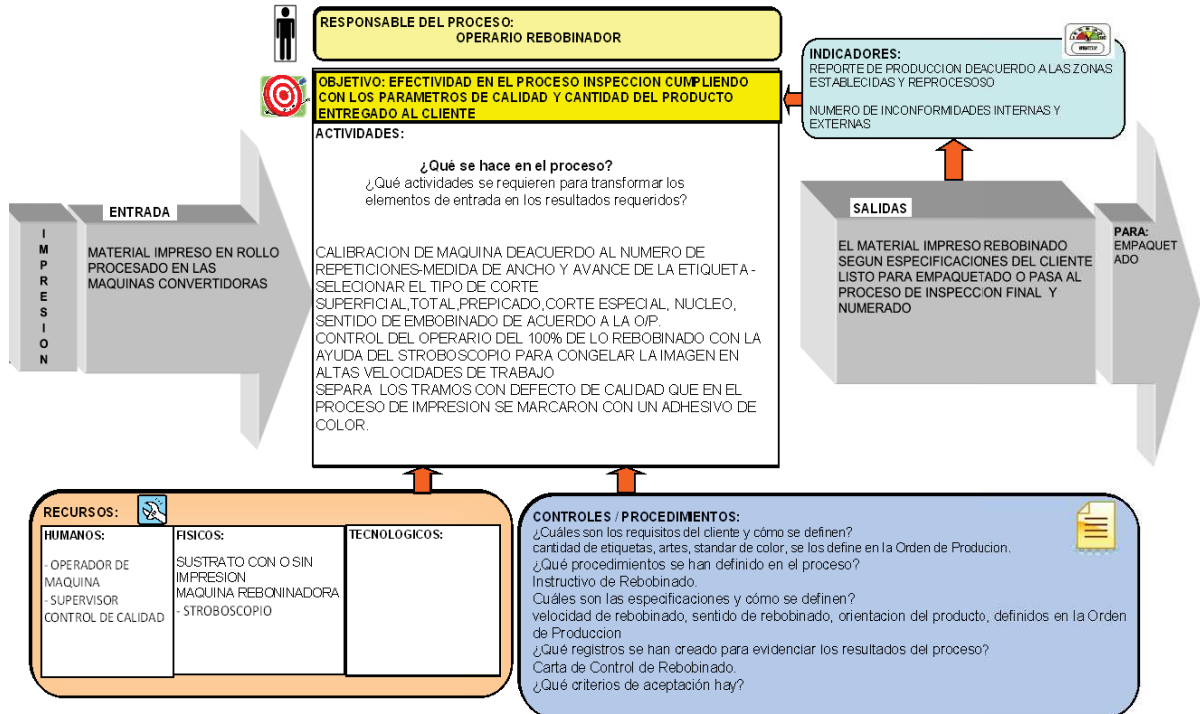 RESPONSABLE DEL PROCESO:
OPERARIO REBOBINADOR
OBJETIVO: EFECTIVIDAD EN EL PROCESO INSPECCION CUMPLIENDO
CON LOS PARAMETROS DE CALIDAD Y CANTIDAD DEL PRODUCTO
ENTREGADO AL CLIENTE
INDICADORES:
REPORTE DE PRODUCCION DEACUERDO A LAS ZONAS
ESTABLECIDAS Y REPROCESOSO
NUMERO DE INCONFORMIDADES INTERNAS Y
EXTERNAS
IMPRESION
ENTRADA
MATERIAL IMPRESO EN ROLLO
PROCESADO EN LAS
MAQUINAS CONVERTIDORAS
ACTIVIDADES:
¿Qué se hace en el proceso?
¿Qué actividades se requieren para transformar los
elementos de entrada en los resultados requeridos?
CALIBRACION DE MAQUINA DEACUERDO AL NUMERO DE
REPETICIONES-MEDIDA DE ANCHO Y AVANCE DE LA ETIQUETA -
SELECIONAR EL TIPO DE CORTE
SUPERFICIAL,TOTAL,PREPICADO,CORTE ESPECIAL, NUCLEO,
SENTIDO DE EMBOBINADO DE ACUERDO A LA O/P.
CONTROL DEL OPERARIO DEL 100% DE LO REBOBINADO CON LA
AYUDA DEL STROBOSCOPIO PARA CONGELAR LA IMAGEN EN
ALTAS VELOCIDADES DE TRABAJO
SEPARA LOS TRAMOS CON DEFECTO DE CALIDAD QUE EN EL
PROCESO DE IMPRESION SE MARCARON CON UN ADHESIVO DE
COLOR.
SALIDAS
EL MATERIAL IMPRESO REBOBINADO
SEGUN ESPECIFICACIONES DEL CLIENTE
LISTO PARA EMPAQUETADO O PASA AL
PROCESO DE INSPECCION FINAL Y
NUMERADO
PARA:
EMPAQUET
ADO
RECURSOS:
HUMANOS:
- OPERADOR DE
MAQUINA
- SUPERVISOR
CONTROL DE CALIDAD
FISICOS:
SUSTRATO CON O SIN
IMPRESION
MAQUINA REBONINADORA
- STROBOSCOPIO
TECNOLOGICOS:
CONTROLES / PROCEDIMIENTOS:
¿Cuáles son los requisitos del cliente y cómo se definen?
cantidad de etiquetas, artes, standar de color, se los define en la Orden de Producion.
¿Qué procedimientos se han definido en el proceso?
Instructivo de Rebobinado.
Cuáles son las especificaciones y cómo se definen?
velocidad de rebobinado, sentido de rebobinado, orientacion del producto, definidos en la Orden
de Produccion
¿Qué registros se han creado para evidenciar los resultados del proceso?
Carta de Control de Rebobinado.
¿Qué criterios de aceptación hay?